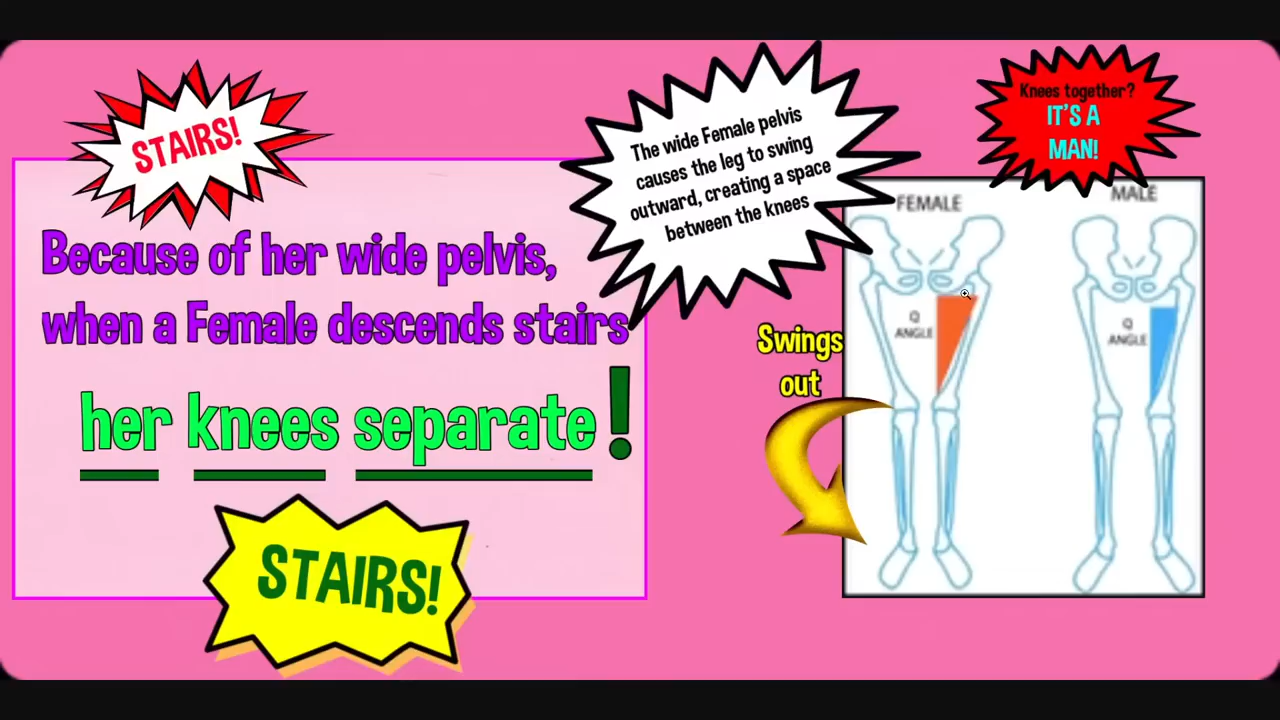 STAIRS!
Because of her wide pelvis,
when a Female descends stairs
her knees separate!
STAIRS!
The wide Female pelvis
causes the leg to swing
outward, creating a space
between the knees
Knees together?
IT'S A
MAN!
Swings
out
FEMALE
Q
ANGLE
MALE
Q
ANGLE